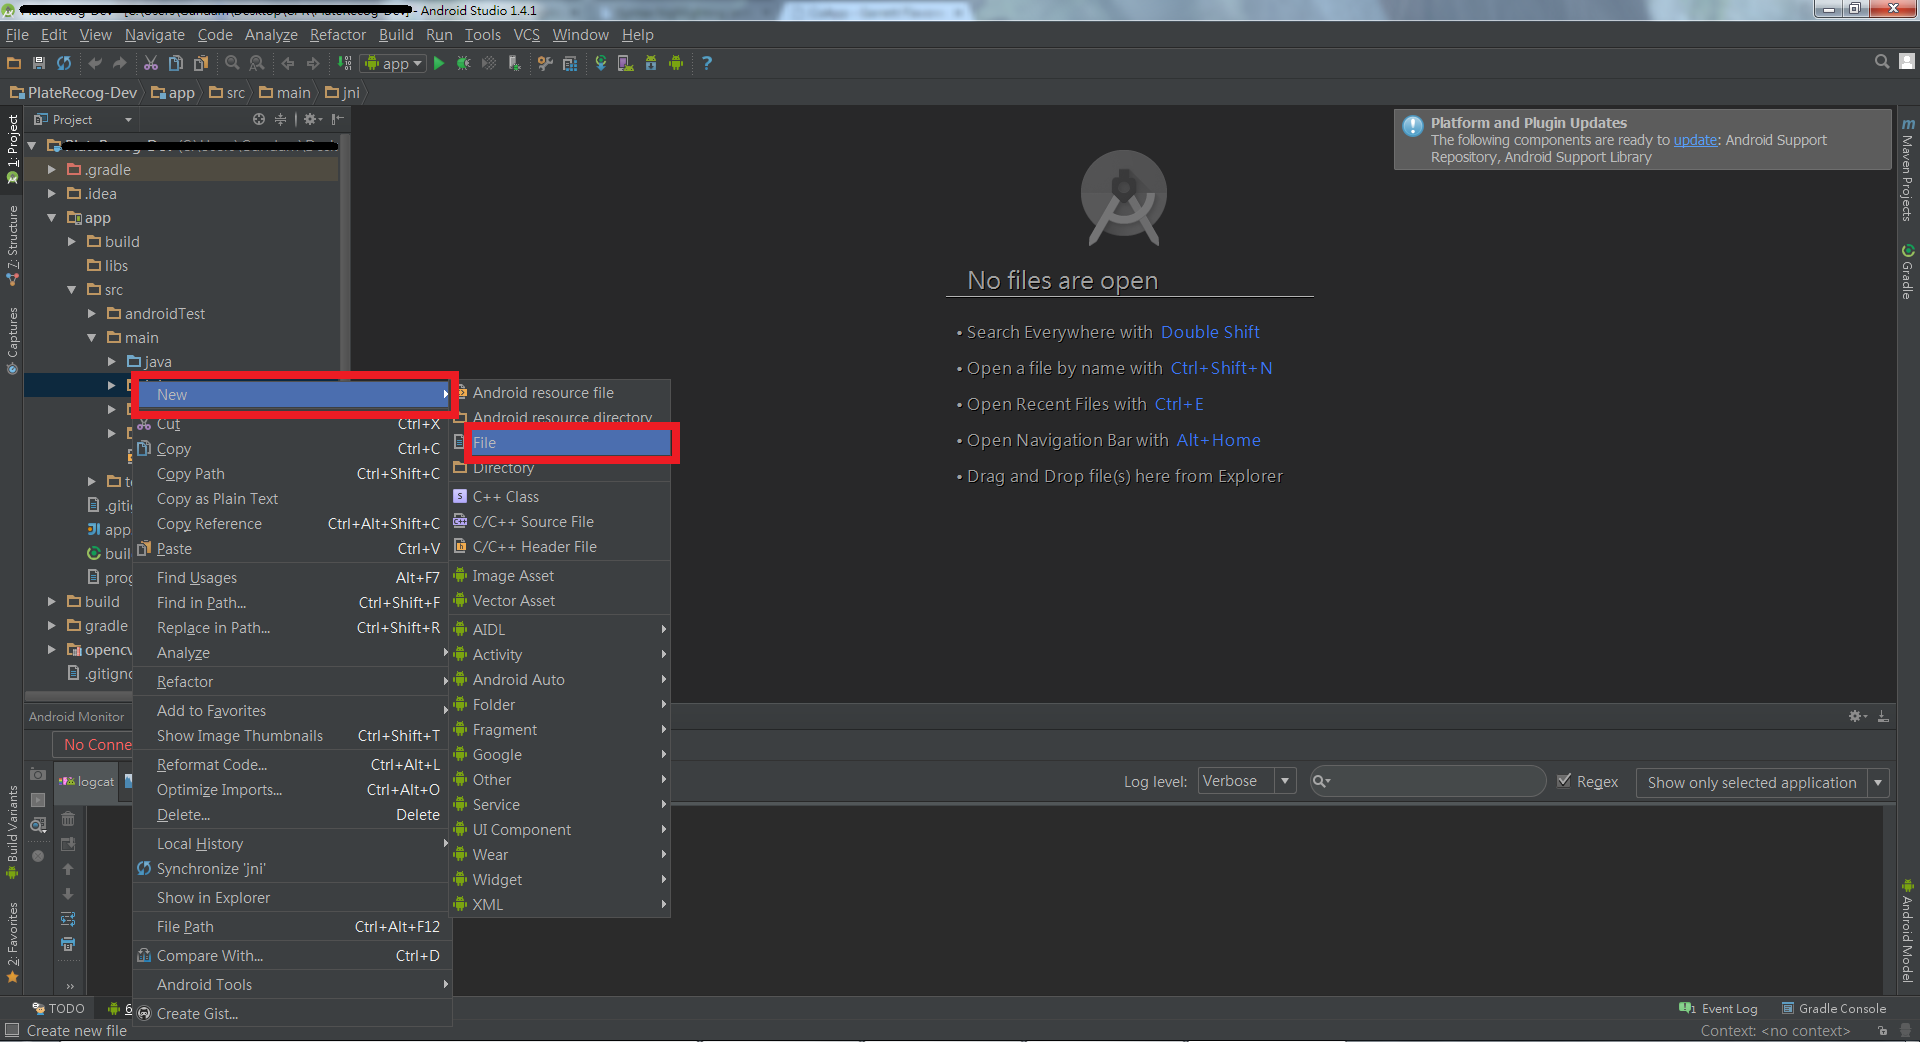 - Android Studio 1.4.1
File Edit View Navigate Code Analyze Refactor Build Run Tools VCS Window Help
app
PlateRecog-Dev app src main jni
1: Project
7: Structure
Captures
Build Variants
2: Favorites
Project
.gradle
.idea
app
build
libs
src
androidTest
main
java
.giti
app
buil
prog
build
gradle
opencv
.gitigno
New
Cut Ctrl+X
Copy Ctrl+C
Copy Path Ctrl+Shift+C
Copy as Plain Text
Copy Reference Ctrl+Alt+Shift+C
Paste Ctrl+V
Find Usages Alt+F7
Find in Path... Ctrl+Shift+F
Replace in Path... Ctrl+Shift+R
Analyze
Refactor
Add to Favorites
Show Image Thumbnails Ctrl+Shift+T
Reformat Code... Ctrl+Alt+L
Optimize Imports... Ctrl+Alt+O
Delete... Delete
Local History
Synchronize 'jni'
Show in Explorer
File Path Ctrl+Alt+F12
Compare With... Ctrl+D
Android Tools
Create Gist...
Android resource file
Android resource directory
File
Directory
C++ Class
C/C++ Source File
C/C++ Header File
Image Asset
Vector Asset
AIDL
Activity
Android Auto
Folder
Fragment
Google
Other
Service
UI Component
Wear
Widget
XML
No files are open
• Search Everywhere with Double Shift
• Open a file by name with Ctrl+Shift+N
• Open Recent Files with Ctrl+E
• Open Navigation Bar with Alt+Home
• Drag and Drop file(s) here from Explorer
Platform and Plugin Updates
The following components are ready to update: Android Support
Repository, Android Support Library
Maven Projects
Gradle
Android Model
Android Monitor
No Conne
logcat
Log level: Verbose Regex Show only selected application
TODO 6 1 Event Log Gradle Console
Create new file Context: <no context>